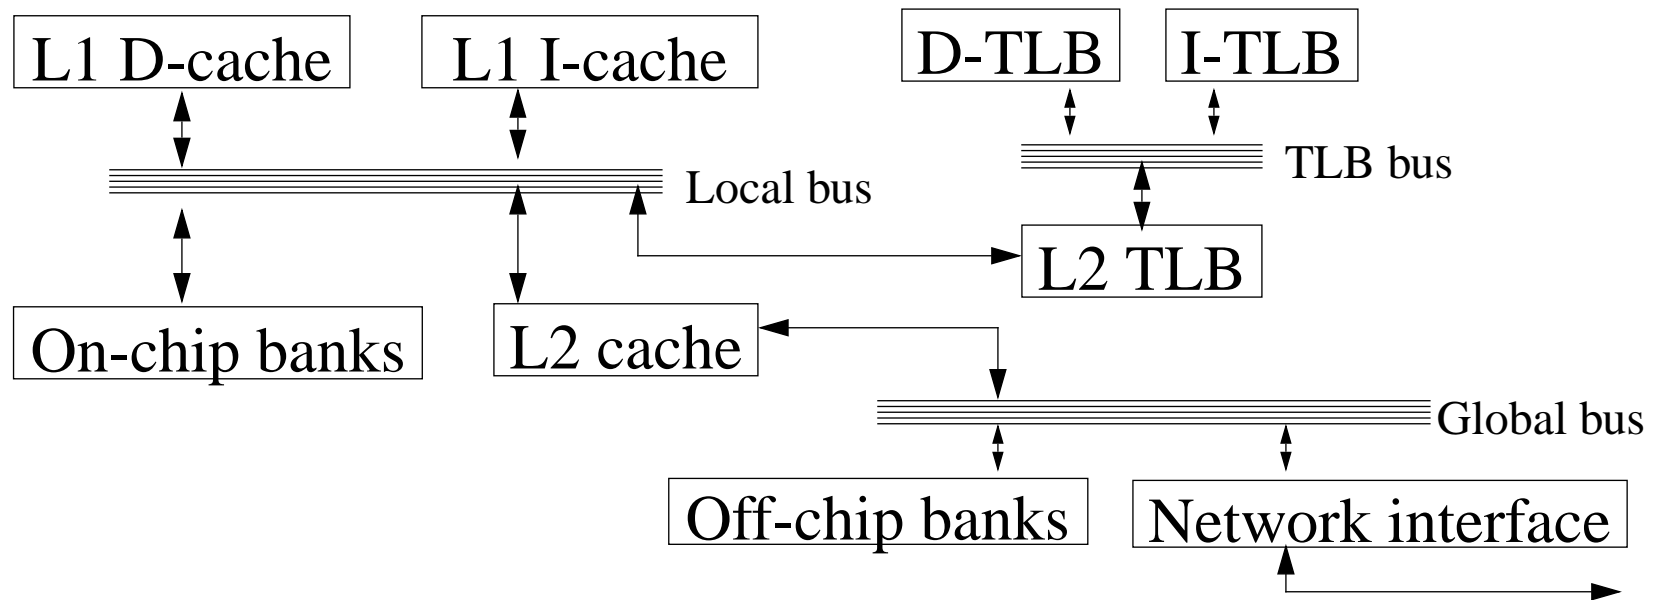 L1 D-cache
L1 I-cache
D-TLB
I-TLB
TLB bus
Local bus
L2 TLB
On-chip banks
L2 cache
Global bus
Off-chip banks
Network interface